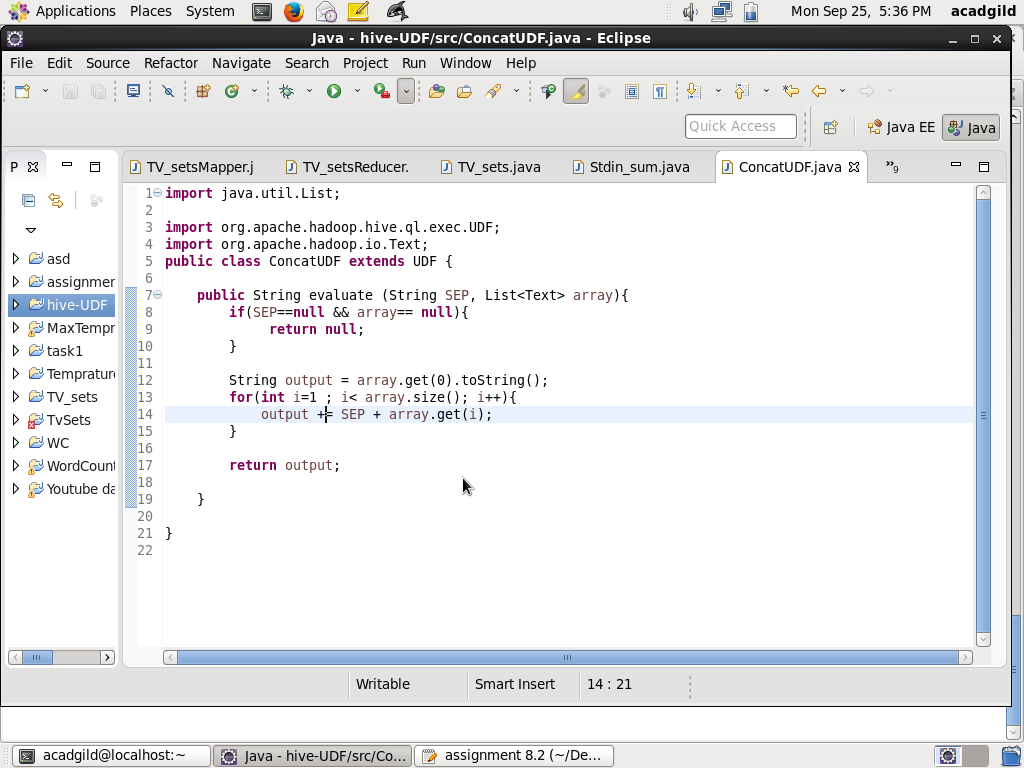 Applications Places System Mon Sep 25, 5:36 PM acadgild
Java - hive-UDF/src/ConcatUDF.java - Eclipse
File Edit Source Refactor Navigate Search Project Run Window Help
Quick Access Java EE Java
P TV_setsMapper.j TV_setsReducer. TV_sets.java Stdin_sum.java ConcatUDF.java »9
asd
assignmer
hive-UDF
MaxTempr
task1
Tempratur
TV_sets
TvSets
WC
WordCount
Youtube da
1 import java.util.List;
2
3 import org.apache.hadoop.hive.ql.exec.UDF;
4 import org.apache.hadoop.io.Text;
5 public class ConcatUDF extends UDF {
6
7 public String evaluate (String SEP, List<Text> array){
8 if(SEP==null && array== null){
9 return null;
10 }
11
12 String output = array.get(0).toString();
13 for(int i=1 ; i< array.size(); i++){
14 output += SEP + array.get(i);
15 }
16
17 return output;
18
19 }
20
21 }
22
Writable Smart Insert 14 : 21
acadgild@localhost:~ Java - hive-UDF/src/Co... assignment 8.2 (~/De...